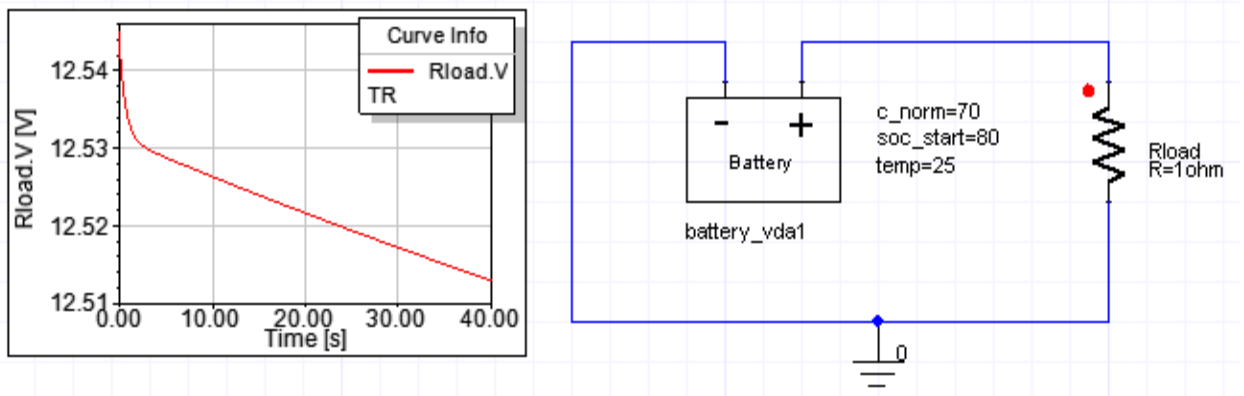 Curve Info
Rload.V
TR
12.54
12.53
12.52
12.51
Rload.V [V]
0.00 10.00 20.00 30.00 40.00
Time [s]
- +
Battery
battery_vda1
c_norm=70
soc_start=80
temp=25
Rload
R=1ohm
0